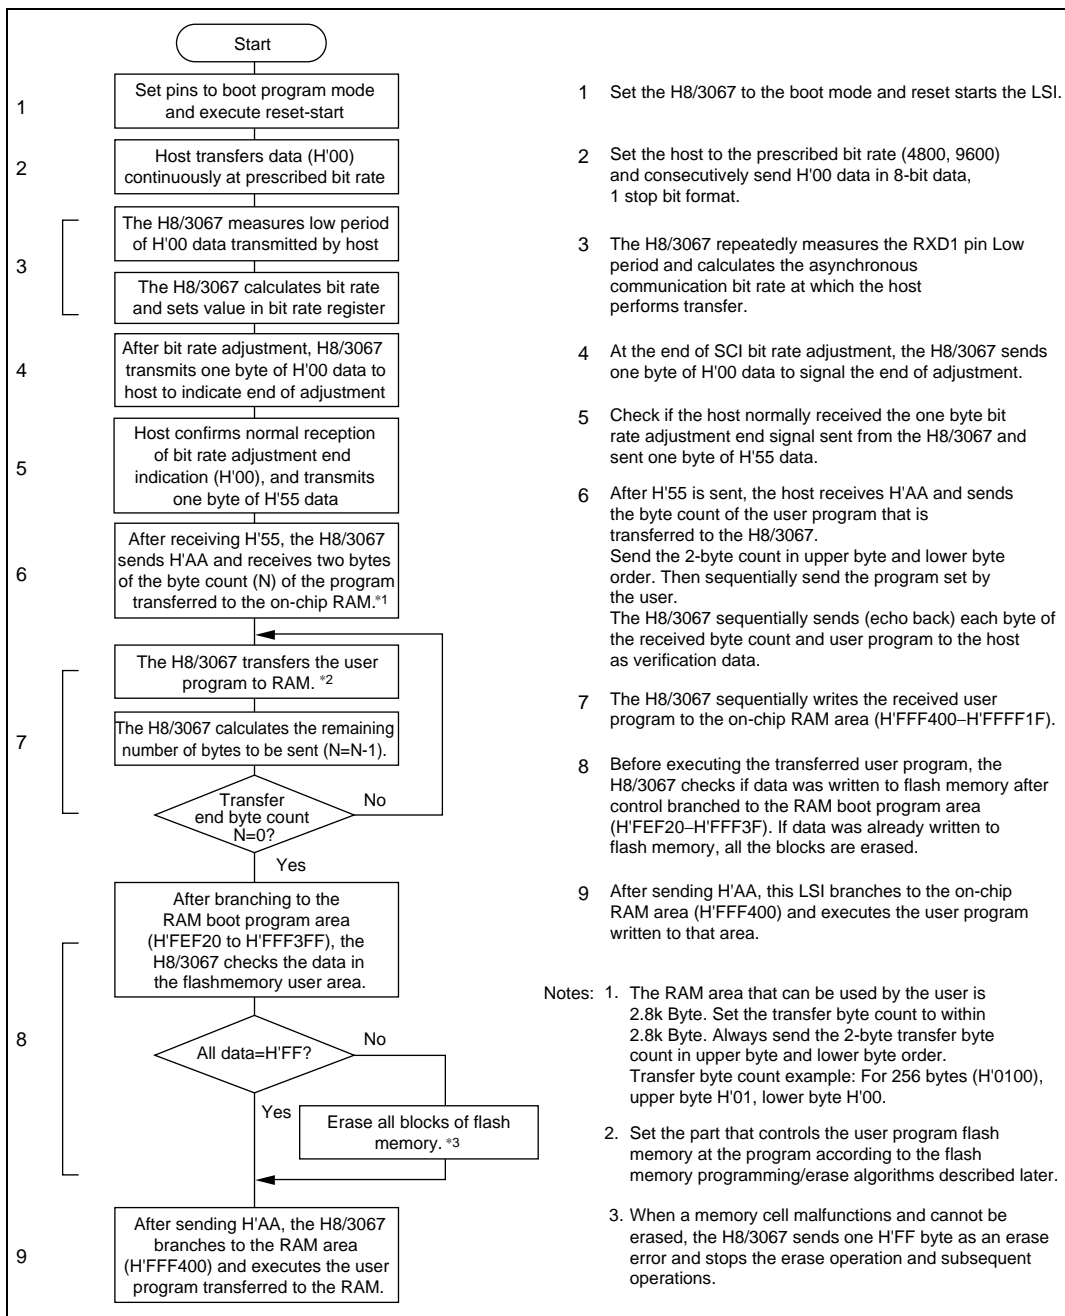 Start
1
Set pins to boot program mode
and execute reset-start
2
Host transfers data (H'00)
continuously at prescribed bit rate
3
The H8/3067 measures low period
of H'00 data transmitted by host
The H8/3067 calculates bit rate
and sets value in bit rate register
4
After bit rate adjustment, H8/3067
transmits one byte of H'00 data to
host to indicate end of adjustment
5
Host confirms normal reception
of bit rate adjustment end
indication (H'00), and transmits
one byte of H'55 data
6
After receiving H'55, the H8/3067
sends H'AA and receives two bytes
of the byte count (N) of the program
transferred to the on-chip RAM.*1
7
The H8/3067 transfers the user
program to RAM. *2
The H8/3067 calculates the remaining
number of bytes to be sent (N=N-1).
Transfer
end byte count
N=0?
No
Yes
8
After branching to the
RAM boot program area
(H'FEF20 to H'FFF3FF), the
H8/3067 checks the data in
the flashmemory user area.
All data=H'FF?
No
Yes
Erase all blocks of flash
memory. *3
9
After sending H'AA, the H8/3067
branches to the RAM area
(H'FFF400) and executes the user
program transferred to the RAM.
1 Set the H8/3067 to the boot mode and reset starts the LSI.
2 Set the host to the prescribed bit rate (4800, 9600)
and consecutively send H'00 data in 8-bit data,
1 stop bit format.
3 The H8/3067 repeatedly measures the RXD1 pin Low
period and calculates the asynchronous
communication bit rate at which the host
performs transfer.
4 At the end of SCI bit rate adjustment, the H8/3067 sends
one byte of H'00 data to signal the end of adjustment.
5 Check if the host normally received the one byte bit
rate adjustment end signal sent from the H8/3067 and
sent one byte of H'55 data.
6 After H'55 is sent, the host receives H'AA and sends
the byte count of the user program that is
transferred to the H8/3067.
Send the 2-byte count in upper byte and lower byte
order. Then sequentially send the program set by
the user.
The H8/3067 sequentially sends (echo back) each byte of
the received byte count and user program to the host
as verification data.
7 The H8/3067 sequentially writes the received user
program to the on-chip RAM area (H'FFF400–H'FFFF1F).
8 Before executing the transferred user program, the
H8/3067 checks if data was written to flash memory after
control branched to the RAM boot program area
(H'FEF20–H'FFF3F). If data was already written to
flash memory, all the blocks are erased.
9 After sending H'AA, this LSI branches to the on-chip
RAM area (H'FFF400) and executes the user program
written to that area.
Notes: 1. The RAM area that can be used by the user is
2.8k Byte. Set the transfer byte count to within
2.8k Byte. Always send the 2-byte transfer byte
count in upper byte and lower byte order.
Transfer byte count example: For 256 bytes (H'0100),
upper byte H'01, lower byte H'00.
2. Set the part that controls the user program flash
memory at the program according to the flash
memory programming/erase algorithms described later.
3. When a memory cell malfunctions and cannot be
erased, the H8/3067 sends one H'FF byte as an erase
error and stops the erase operation and subsequent
operations.